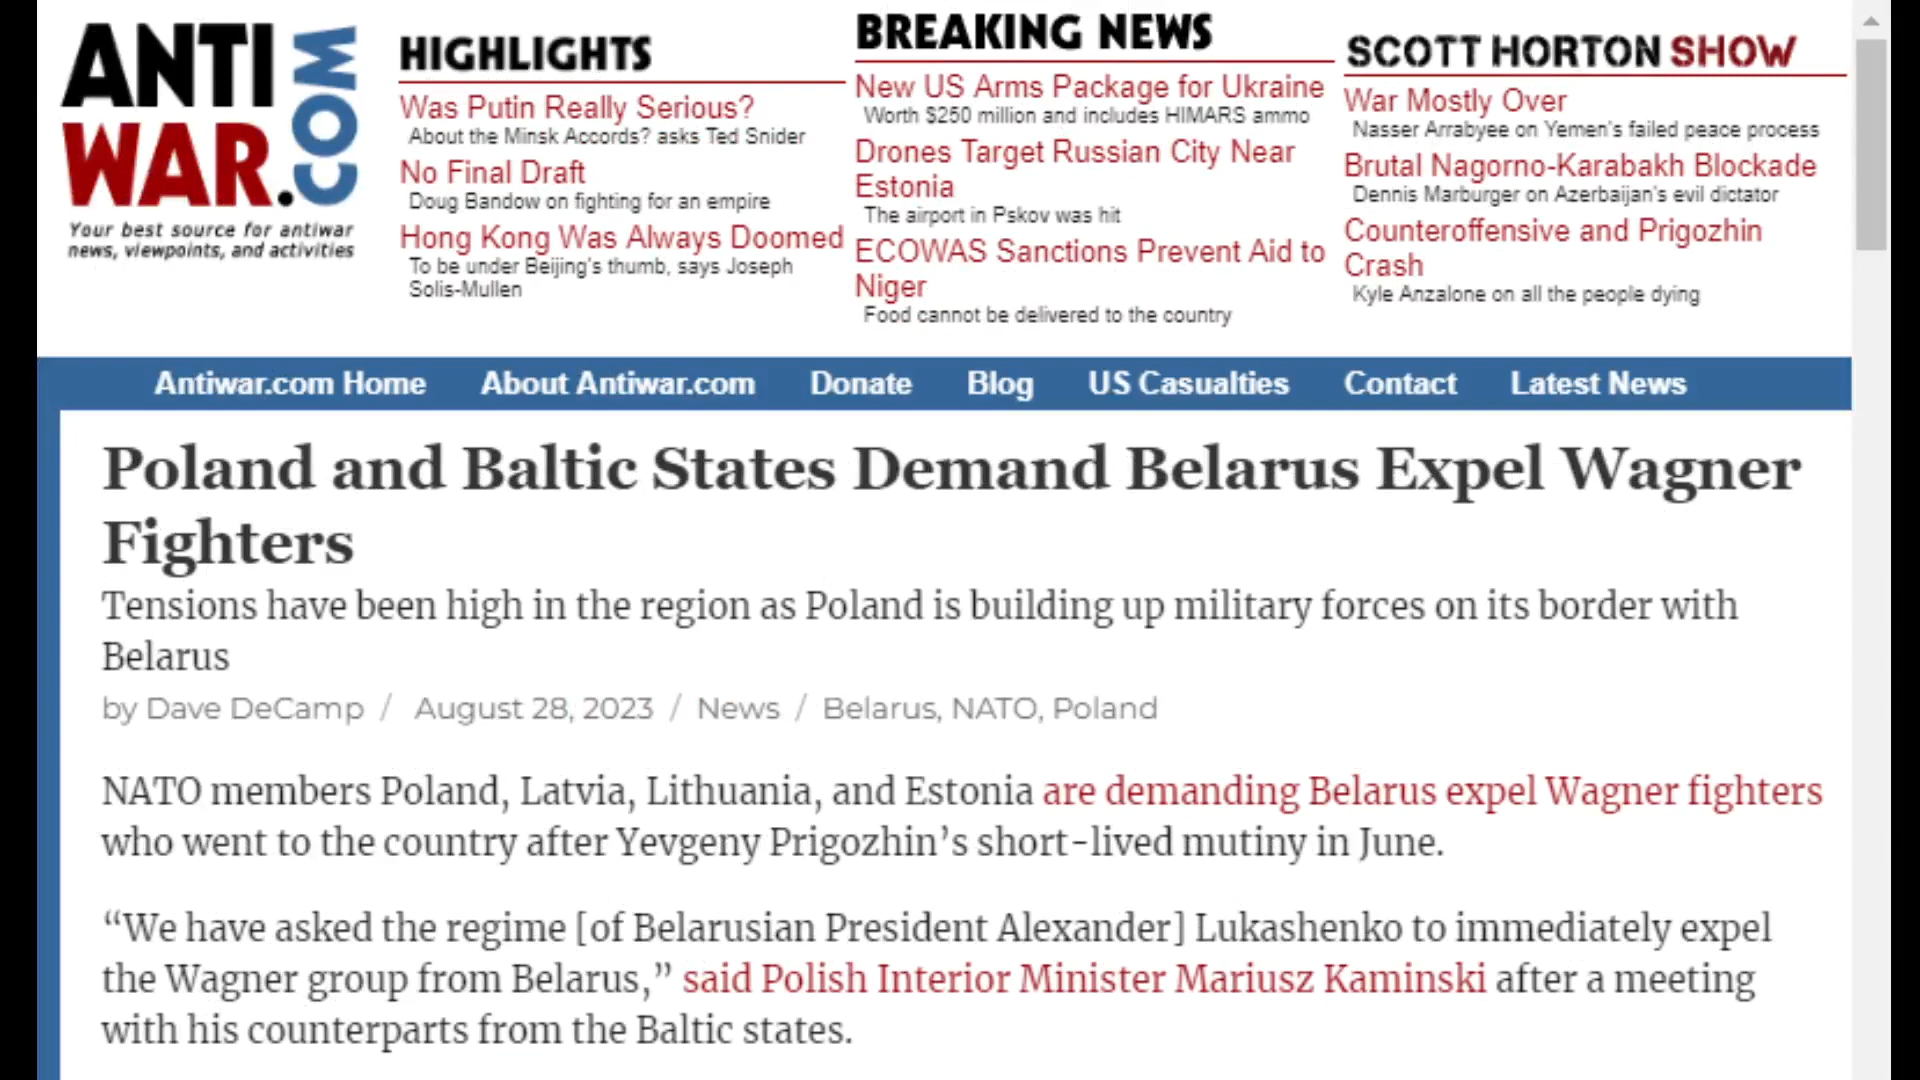 ANTI
WAR.COM
Your best source for antiwar
news, viewpoints, and activities
HIGHLIGHTS
Was Putin Really Serious?
About the Minsk Accords? asks Ted Snider
No Final Draft
Doug Bandow on fighting for an empire
Hong Kong Was Always Doomed
To be under Beijing's thumb, says Joseph
Solis-Mullen
BREAKING NEWS
New US Arms Package for Ukraine
Worth $250 million and includes HIMARS ammo
Drones Target Russian City Near
Estonia
The airport in Pskov was hit
ECOWAS Sanctions Prevent Aid to
Niger
Food cannot be delivered to the country
SCOTT HORTON SHOW
War Mostly Over
Nasser Arrabyee on Yemen's failed peace process
Brutal Nagorno-Karabakh Blockade
Dennis Marburger on Azerbaijan's evil dictator
Counteroffensive and Prigozhin
Crash
Kyle Anzalone on all the people dying
Antiwar.com Home About Antiwar.com Donate Blog US Casualties Contact Latest News
Poland and Baltic States Demand Belarus Expel Wagner
Fighters
Tensions have been high in the region as Poland is building up military forces on its border with
Belarus
by Dave DeCamp / August 28, 2023 / News / Belarus, NATO, Poland
NATO members Poland, Latvia, Lithuania, and Estonia are demanding Belarus expel Wagner fighters
who went to the country after Yevgeny Prigozhin’s short-lived mutiny in June.
“We have asked the regime [of Belarusian President Alexander] Lukashenko to immediately expel
the Wagner group from Belarus,” said Polish Interior Minister Mariusz Kaminski after a meeting
with his counterparts from the Baltic states.